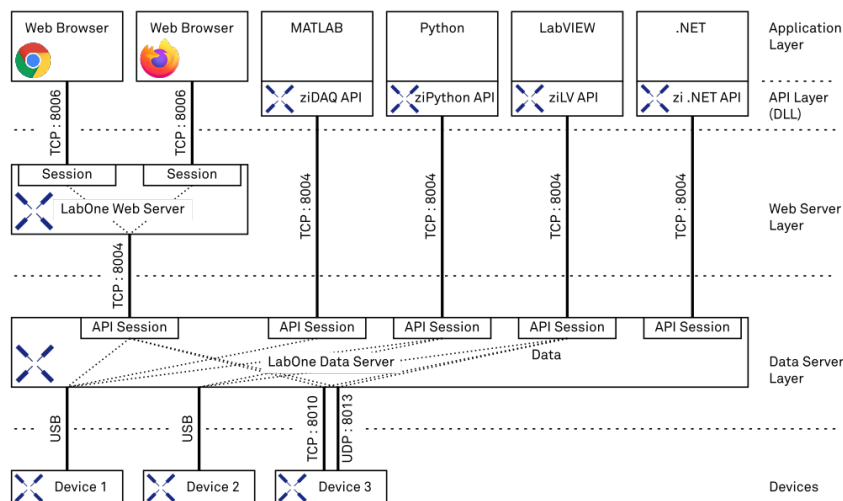 Web Browser
Web Browser
MATLAB
Python
LabVIEW
.NET
Application
Layer
ziDAQ API
ziPython API
ziLV API
zi .NET API
API Layer
(DLL)
TCP : 8006
TCP : 8006
Session
Session
LabOne Web Server
TCP : 8004
TCP : 8004
TCP : 8004
TCP : 8004
Web Server
Layer
TCP : 8004
API Session
API Session
API Session
API Session
API Session
LabOne Data Server
Data
Data Server
Layer
USB
USB
TCP : 8010
UDP : 8013
Device 1
Device 2
Device 3
Devices